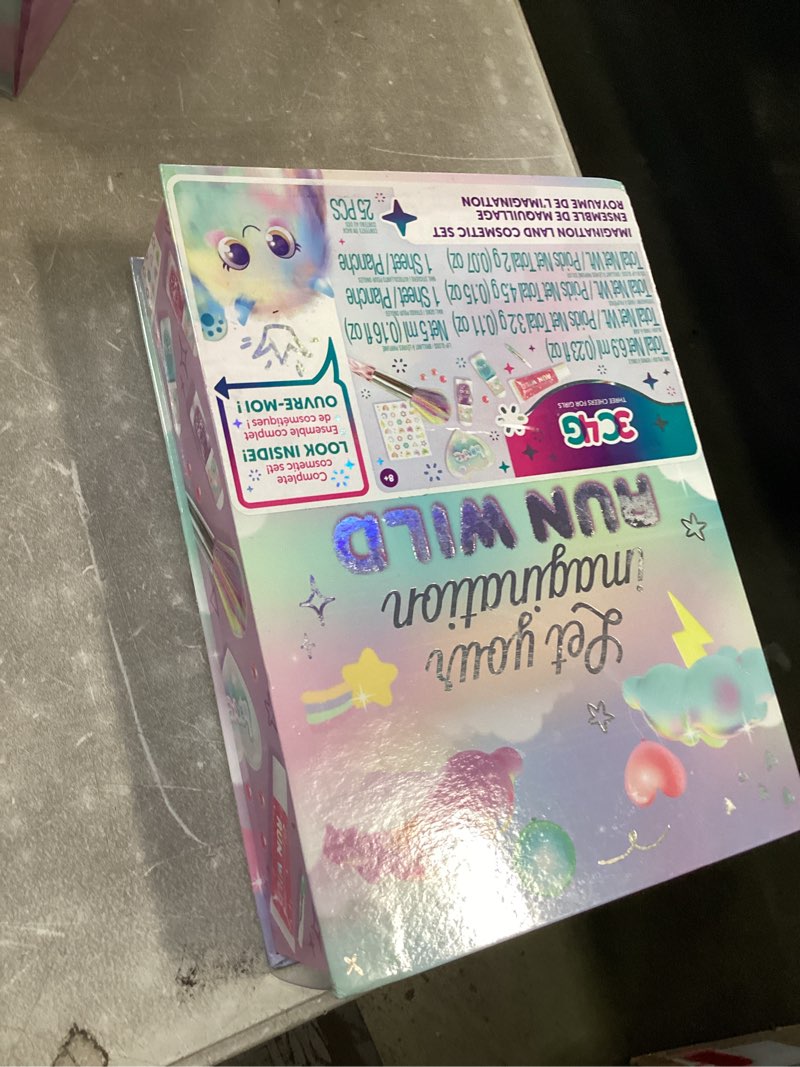 Let your
imagination
RUN WILD
3C4G
THREE CHEERS FOR GIRLS
8+
LOOK INSIDE!
Complete
cosmetic set!
OUVRE-MOI !
Ensemble complet
de cosmétiques !
Total Net 6.9 ml (0.23 fl oz)
Total Net Wt. / Poids Net Total 3.2 g (0.11 oz)
Net 5 ml (0.16 fl oz)
Total Net Wt. / Poids Net Total 4.5 g (0.15 oz)
1 Sheet / Planche
Total Net Wt. / Poids Net Total 2 g (0.07 oz)
1 Sheet / Planche
IMAGINATION LAND COSMETIC SET
ENSEMBLE DE MAQUILLAGE
ROYAUME DE L'IMAGINATION
25 PCS
RUN WILD